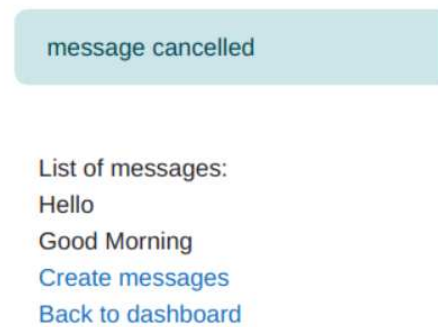 message cancelled
List of messages:
Hello
Good Morning
Create messages
Back to dashboard